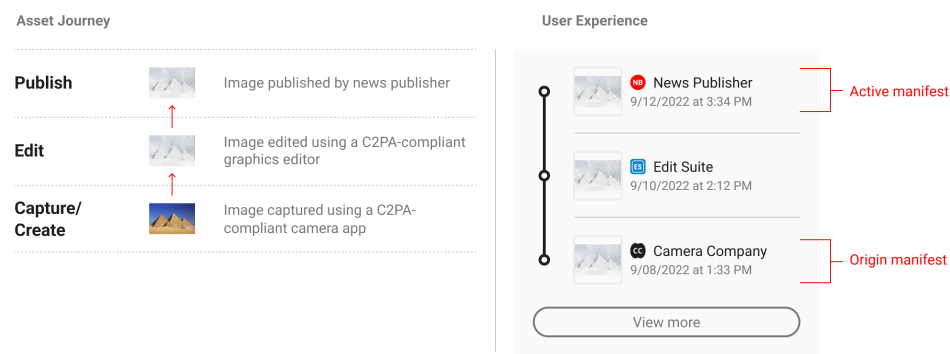 Asset Journey
User Experience
Publish
Image published by news publisher
Edit
Image edited using a C2PA-compliant
graphics editor
Capture/
Create
Image captured using a C2PA-
compliant camera app
NB News Publisher
9/12/2022 at 3:34 PM
Active manifest
ES Edit Suite
9/10/2022 at 2:12 PM
CC Camera Company
9/08/2022 at 1:33 PM
Origin manifest
View more